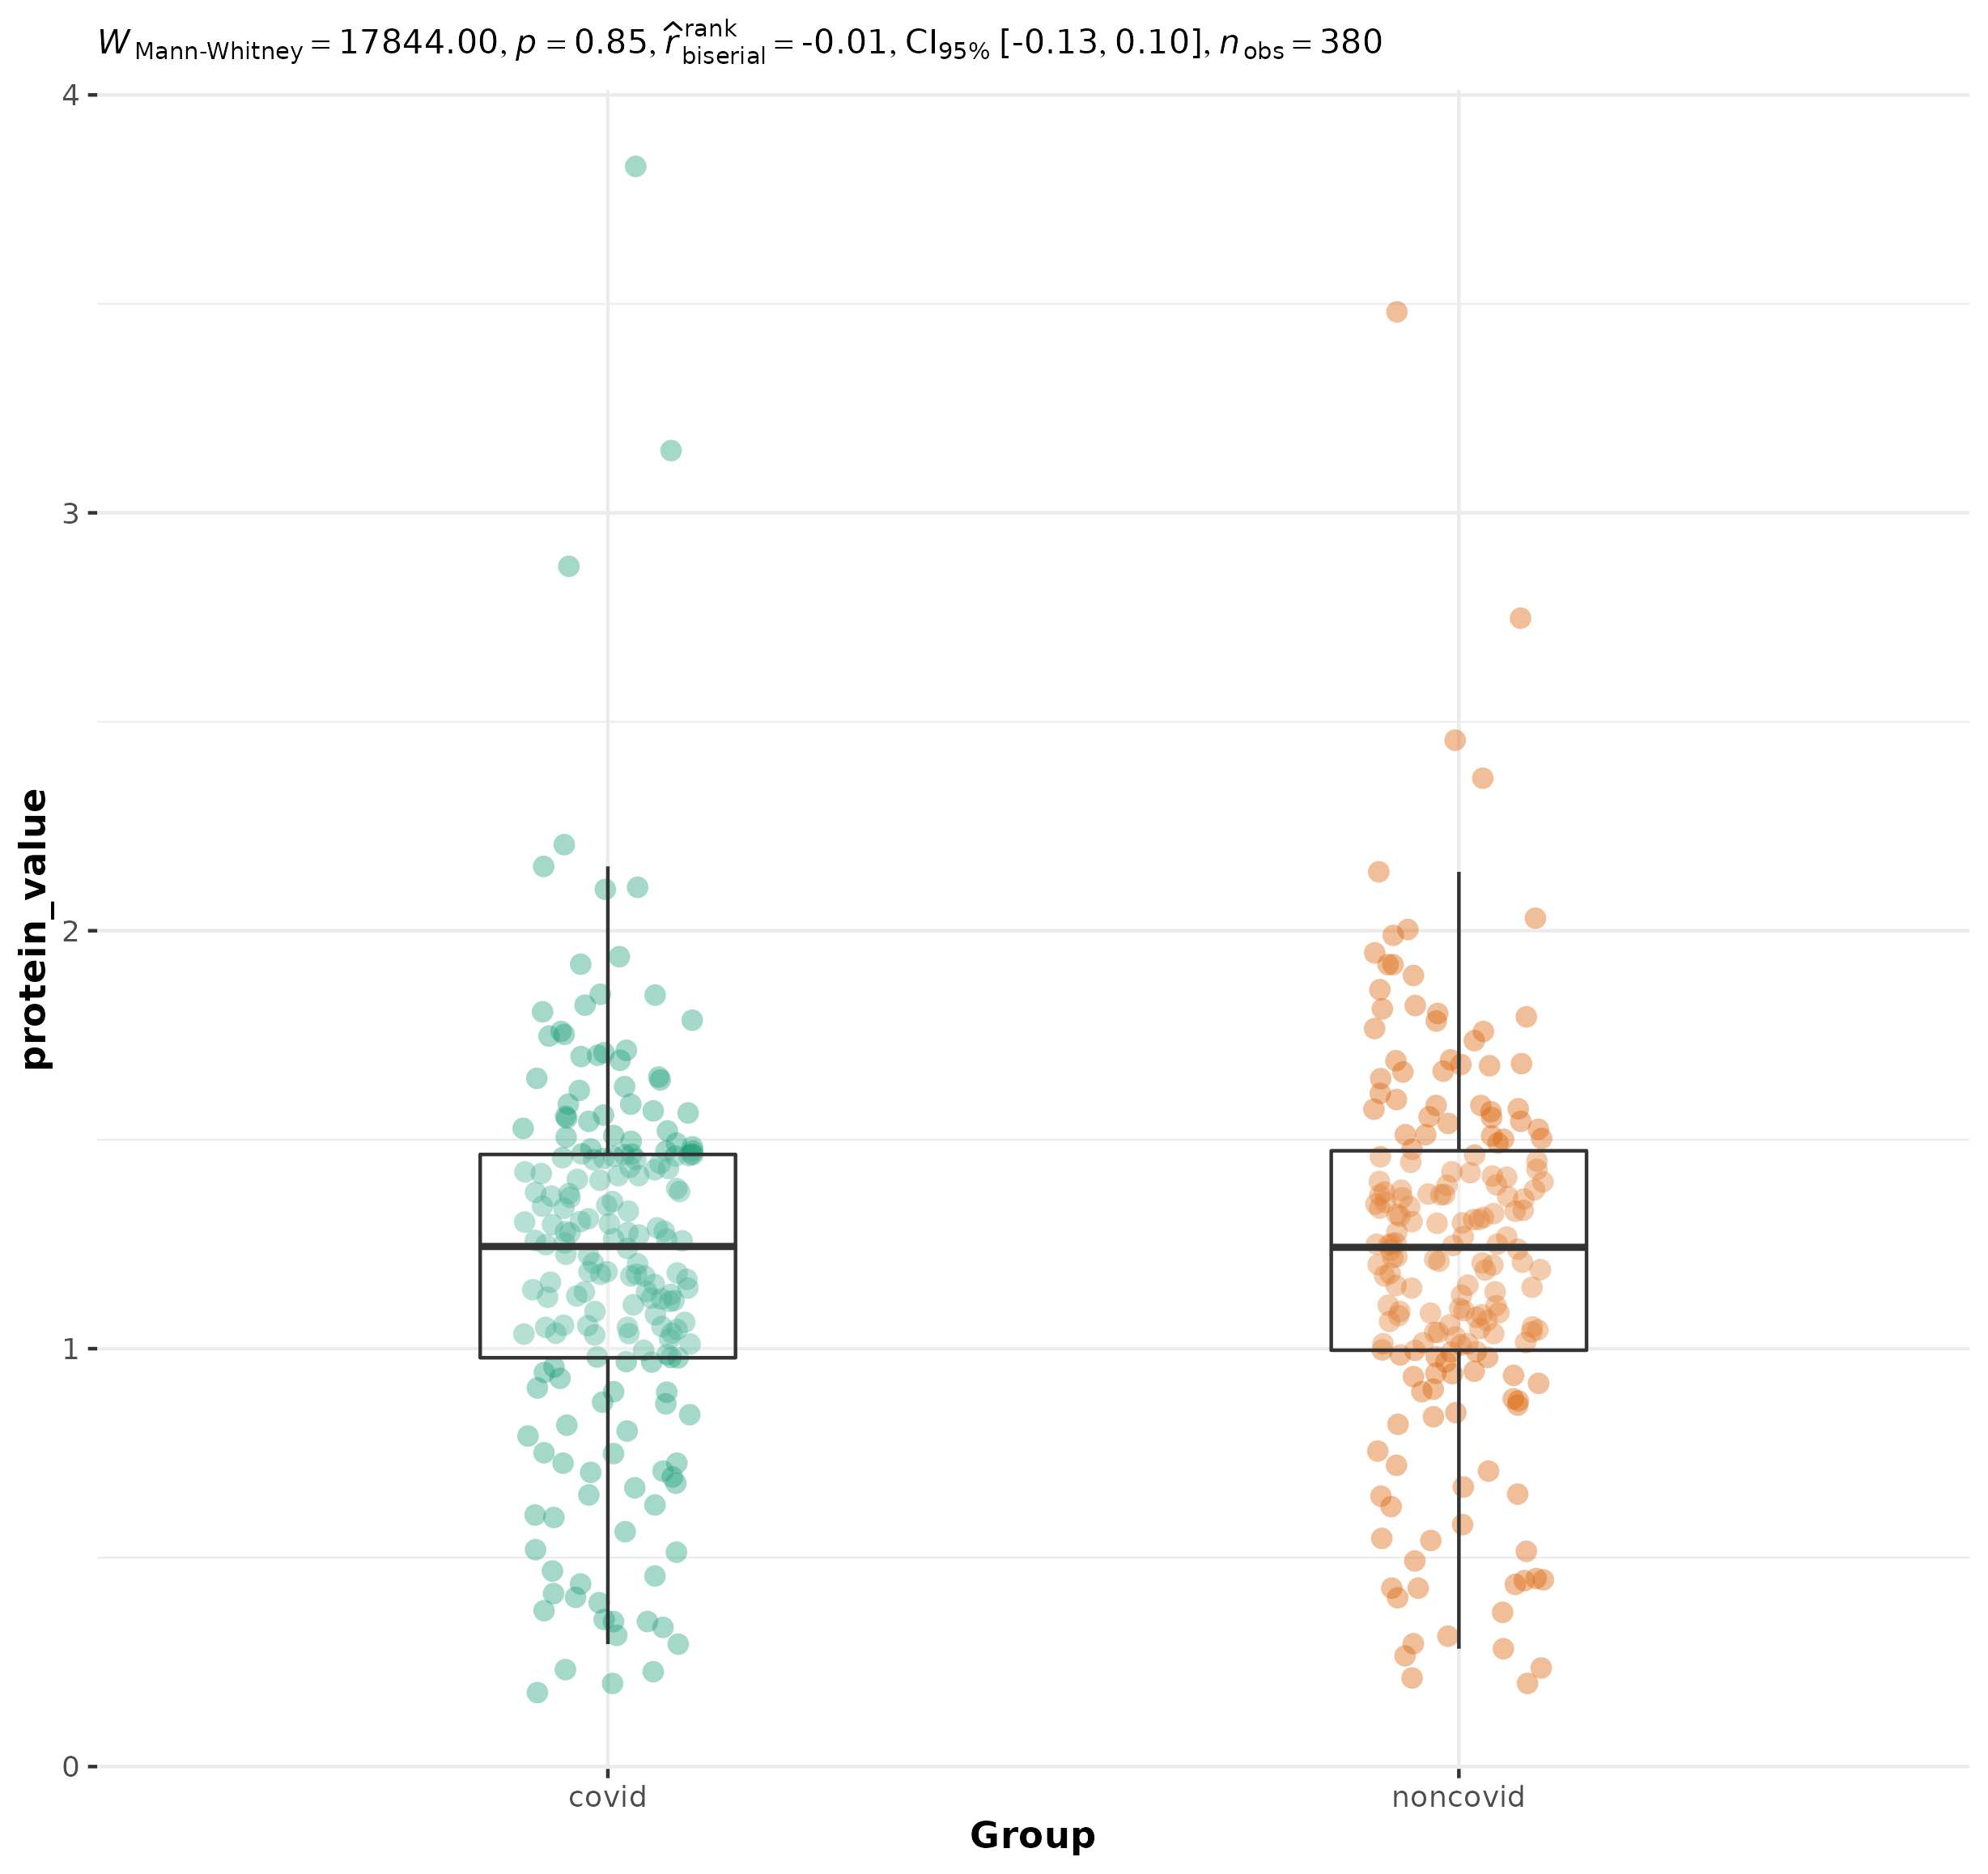 W Mann-Whitney = 17844.00, p = 0.85, r̂ rank biserial = -0.01, CI95% [-0.13, 0.10], n obs = 380
4
3
2
1
0
protein_value
covid noncovid
Group